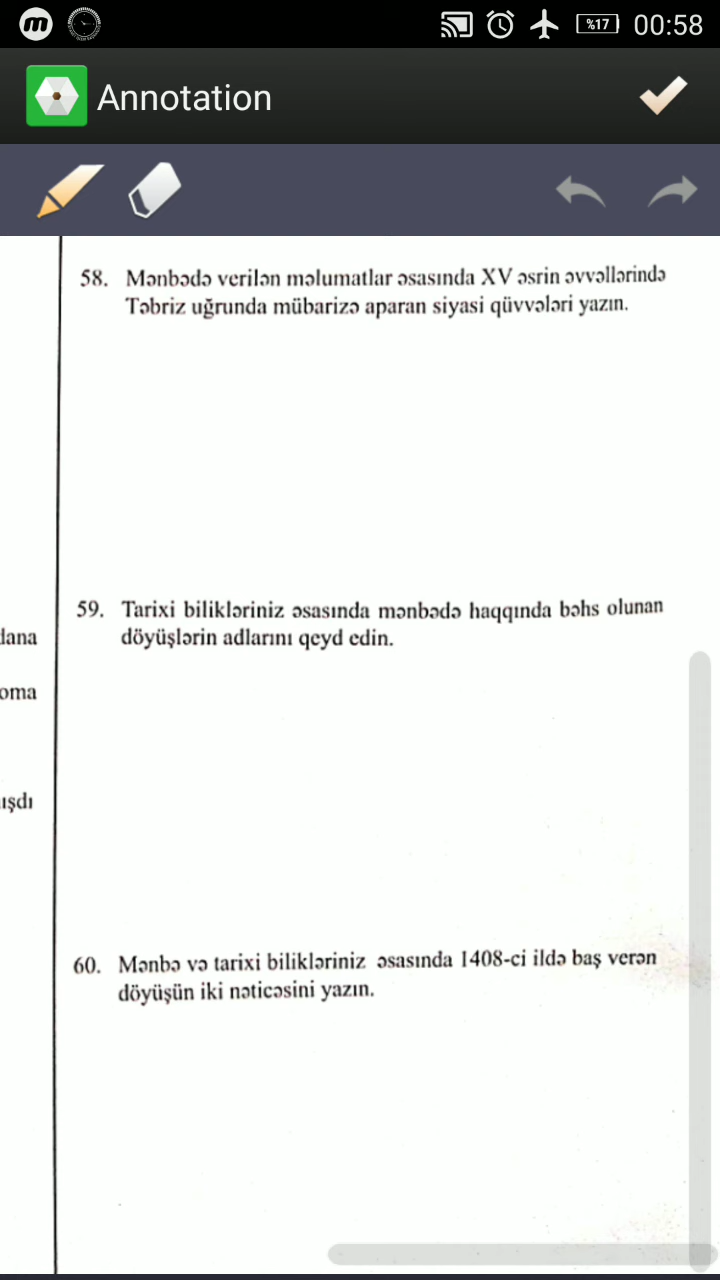 m
%17
00:58
Annotation
58. Mənbədə verilən məlumatlar əsasında XV əsrin əvvəllərində
Təbriz uğrunda mübarizə aparan siyasi qüvvələri yazın.
59. Tarixi bilikləriniz əsasında mənbədə haqqında bəhs olunan
döyüşlərin adlarını qeyd edin.
dana
oma
ışdı
60. Mənbə və tarixi bilikləriniz əsasında 1408-ci ildə baş verən
döyüşün iki nəticəsini yazın.